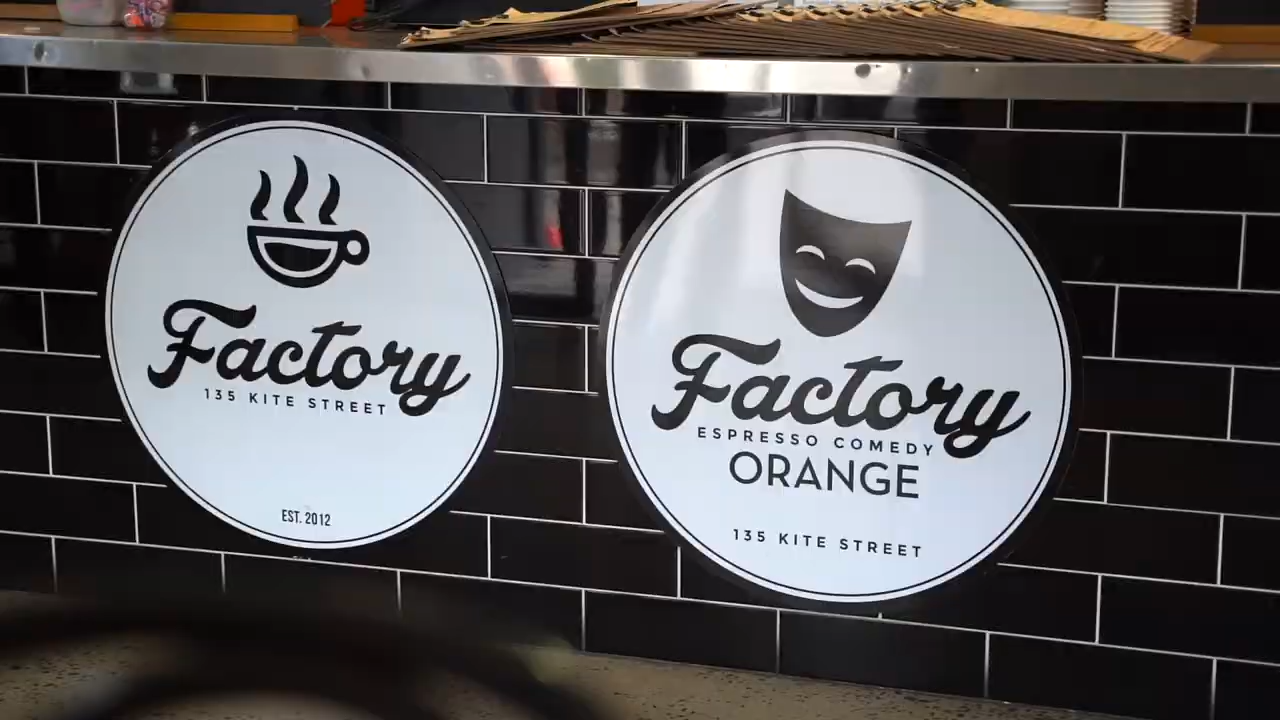 Factory
135 KITE STREET
EST. 2012
Factory
ESPRESSO COMEDY
ORANGE
135 KITE STREET